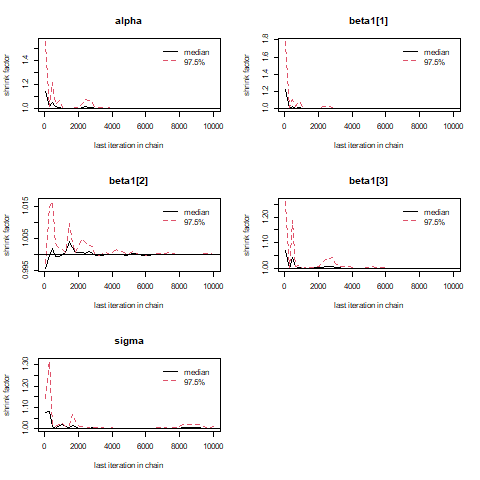 alpha
shrink factor
1.0 1.2 1.4
median
97.5%
0 2000 4000 6000 8000 10000
last iteration in chain
beta1[1]
shrink factor
1.0 1.2 1.4 1.6 1.8
median
97.5%
0 2000 4000 6000 8000 10000
last iteration in chain
beta1[2]
shrink factor
0.995 1.005 1.015
median
97.5%
0 2000 4000 6000 8000 10000
last iteration in chain
beta1[3]
shrink factor
1.00 1.10 1.20
median
97.5%
0 2000 4000 6000 8000 10000
last iteration in chain
sigma
shrink factor
1.00 1.10 1.20 1.30
median
97.5%
0 2000 4000 6000 8000 10000
last iteration in chain